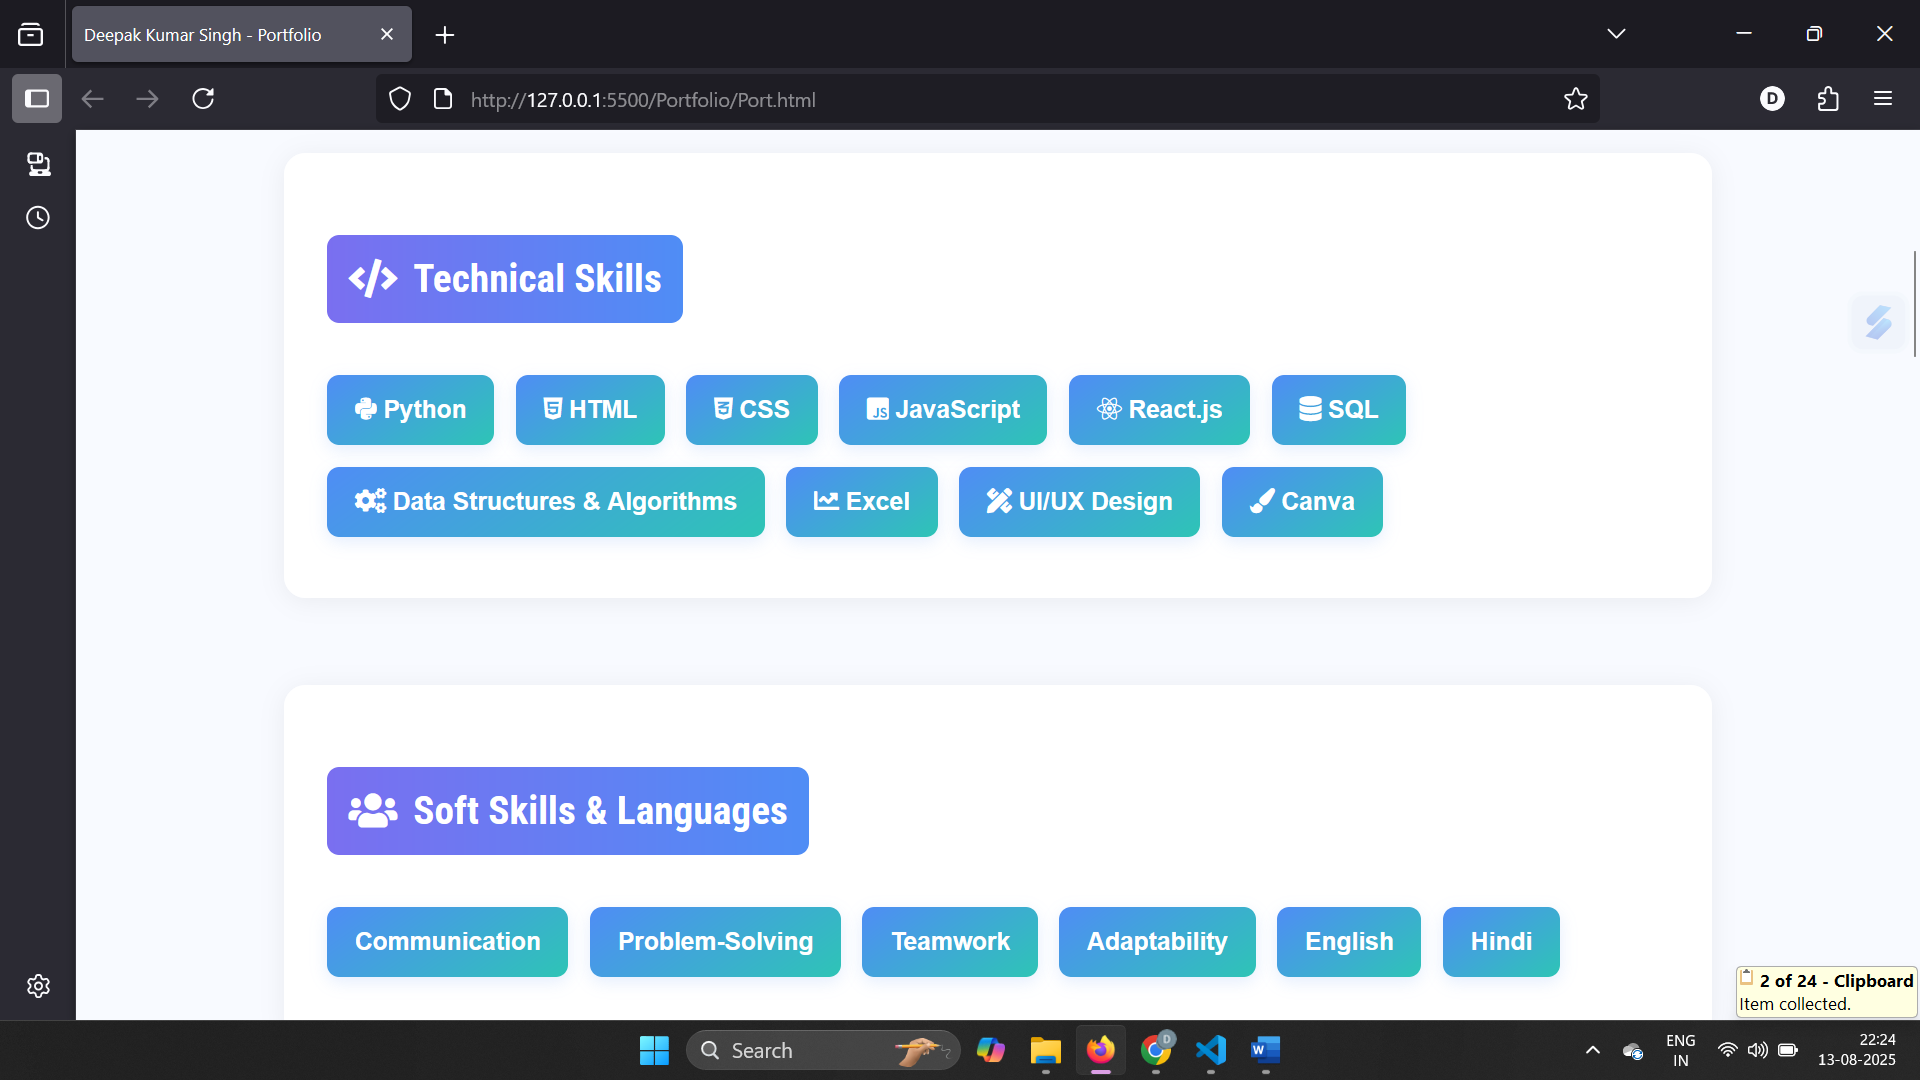 Deepak Kumar Singh - Portfolio
http://127.0.0.1:5500/Portfolio/Port.html
D
</> Technical Skills
Python HTML CSS JS JavaScript React.js SQL
Data Structures & Algorithms Excel UI/UX Design Canva
Soft Skills & Languages
Communication Problem-Solving Teamwork Adaptability English Hindi
2 of 24 - Clipboard
Item collected.
Search
D
W
ENG
IN
22:24
13-08-2025